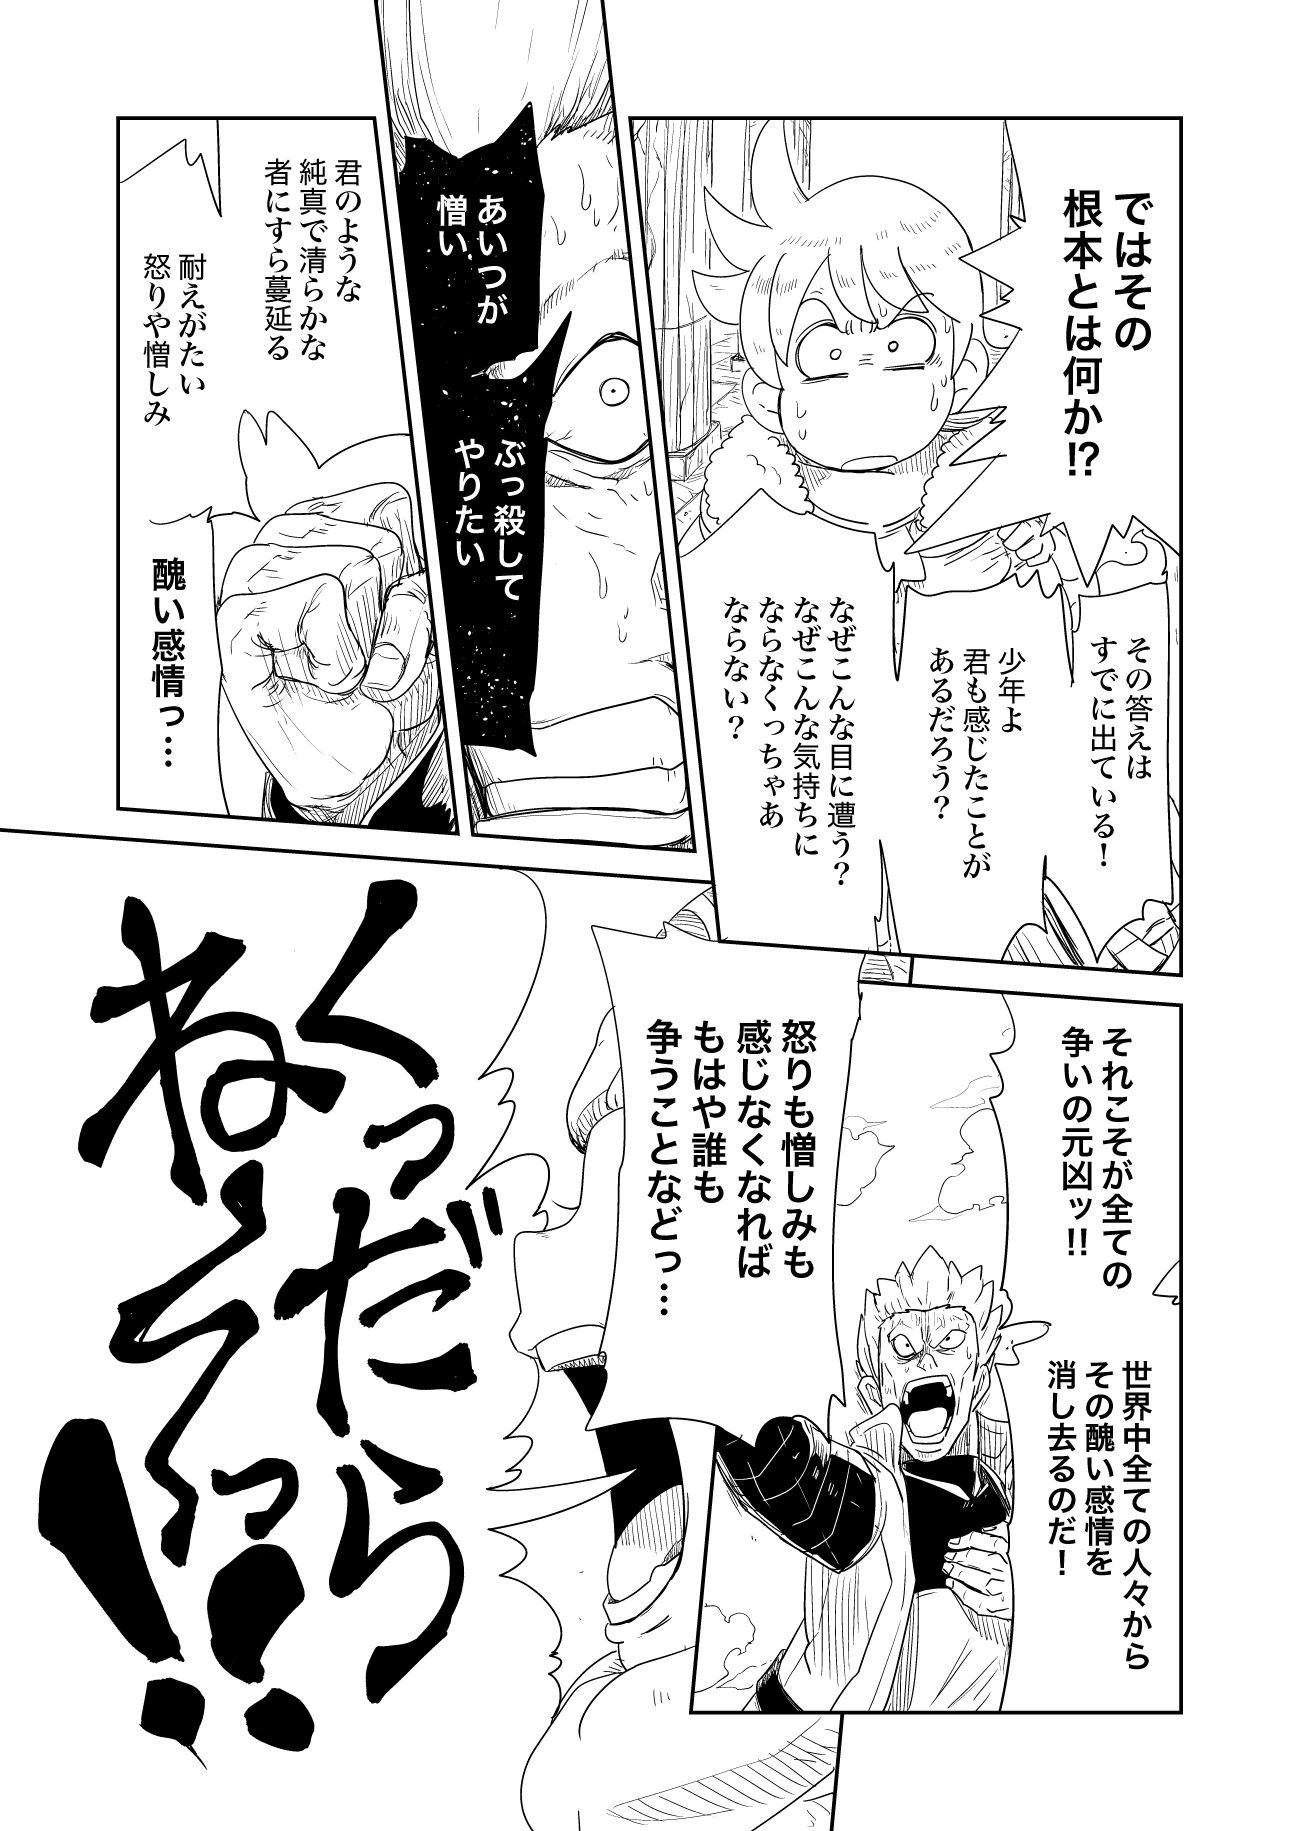 ではその
根本とは何か!?
その答えは
すでに出ている！
少年よ
君も感じたことが
あるだろう？
なぜこんな目に遭う？
なぜこんな気持ちに
ならなくっちゃあ
ならない？
あいつが
憎い
ぶっ殺して
やりたい
君のような
純真で清らかな
者にすら蔓延る
耐えがたい
怒りや憎しみ
醜い感情っ…
それこそが全ての
争いの元凶ッ!!
世界中全ての人々から
その醜い感情を
消し去るのだ！
怒りも憎しみも
感じなくなれば
もはや誰も
争うことなどっ…
くっだら
ねえてっ!!